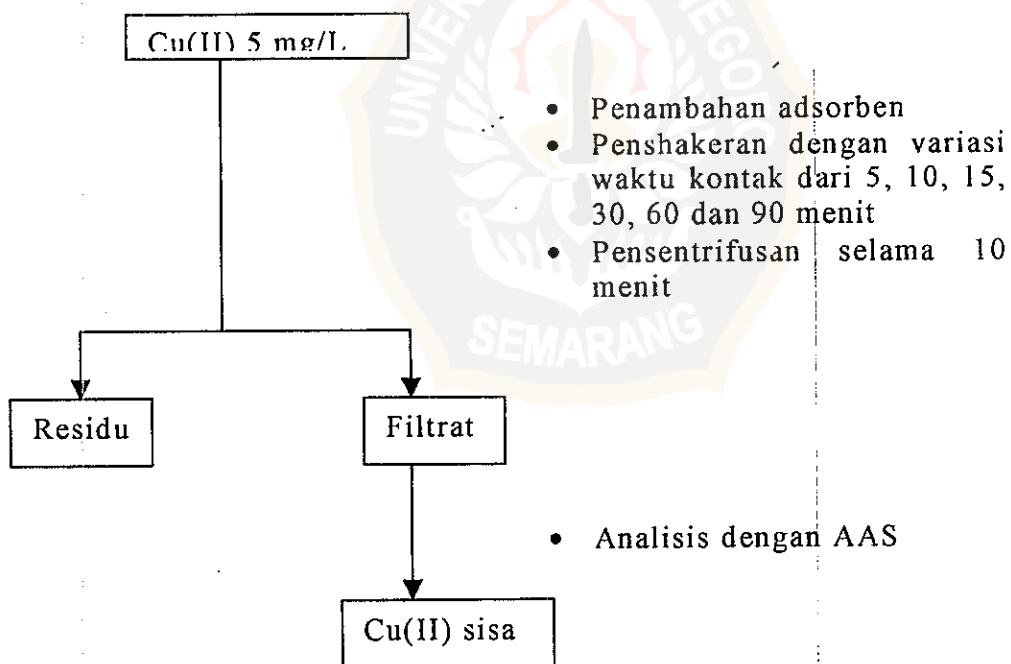 Cu(II) 5 mg/L
• Penambahan adsorben
• Penshakeran dengan variasi
waktu kontak dari 5, 10, 15,
30, 60 dan 90 menit
• Pensentrifusan selama 10
menit
SEMARANG
Residu
Filtrat
• Analisis dengan AAS
Cu(II) sisa